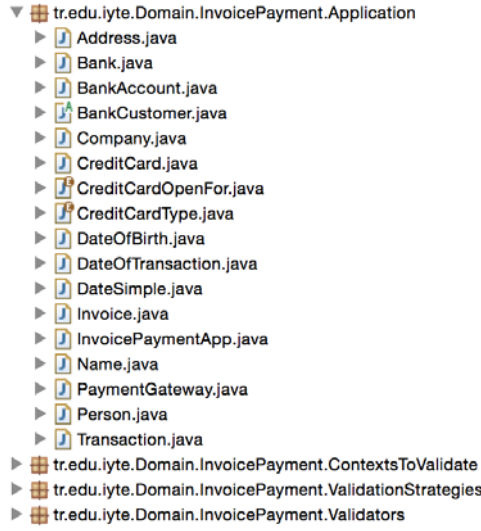 tr.edu.iyte.Domain.InvoicePayment.Application
Address.java
Bank.java
BankAccount.java
BankCustomer.java
Company.java
CreditCard.java
CreditCardOpenFor.java
CreditCardType.java
DateOfBirth.java
DateOfTransaction.java
DateSimple.java
Invoice.java
InvoicePaymentApp.java
Name.java
PaymentGateway.java
Person.java
Transaction.java
tr.edu.iyte.Domain.InvoicePayment.ContextsToValidate
tr.edu.iyte.Domain.InvoicePayment.ValidationStrategies
tr.edu.iyte.Domain.InvoicePayment.Validators